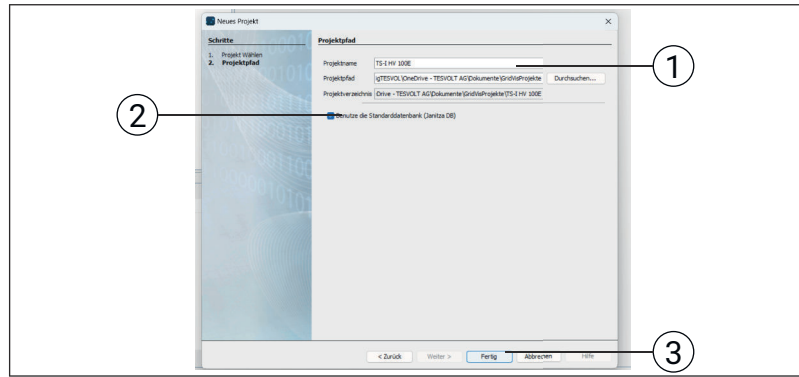 Neues Projekt
Schritte
1. Projekt Wählen
2. Projektpfad
Projektpfad
Projektname TS-I HV 100E
Projektpfad gTESVOLT\OneDrive - TESVOLT AG\Dokumente\GridVisProjekte Durchsuchen...
Projektverzeichnis Drive - TESVOLT AG\Dokumente\GridVisProjekte\TS-I HV 100E
Benutze die Standarddatenbank (Janitza DB)
1
2
< Zurück Weiter > Fertig Abbrechen Hilfe
3